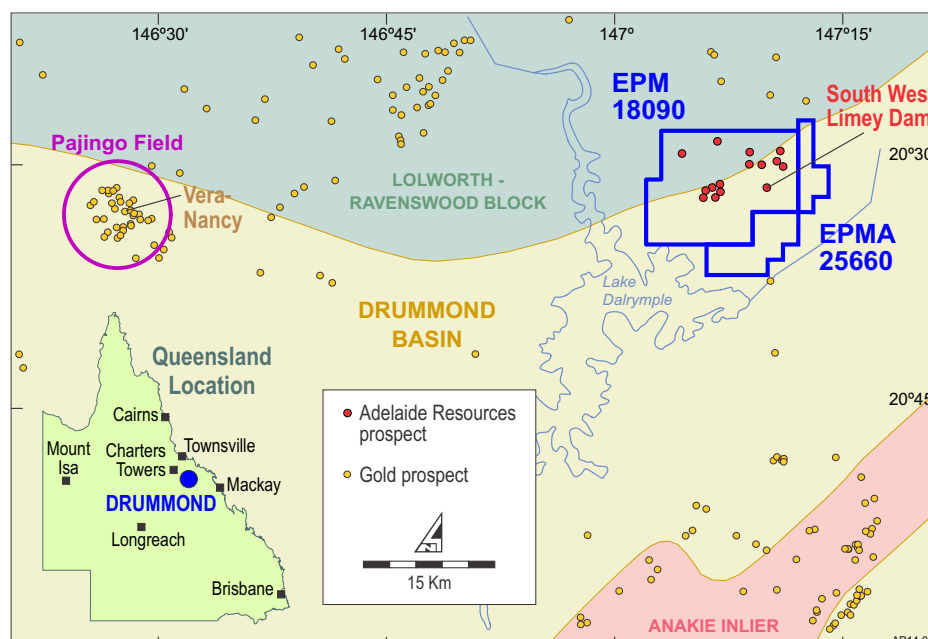 146º30'
146º45'
147º
147º15'
EPM
18090
South West
Limey Dam
Pajingo Field
20º30
Vera-
Nancy
LOLWORTH -
RAVENSWOOD BLOCK
EPMA
25660
Lake
Dalrymple
DRUMMOND
BASIN
Queensland
Location
Cairns
Townsville
Mount
Isa
Charters
Towers
Mackay
DRUMMOND
Longreach
Brisbane
Adelaide Resources
prospect
Gold prospect
N
15 Km
20º45
ANAKIE INLIER